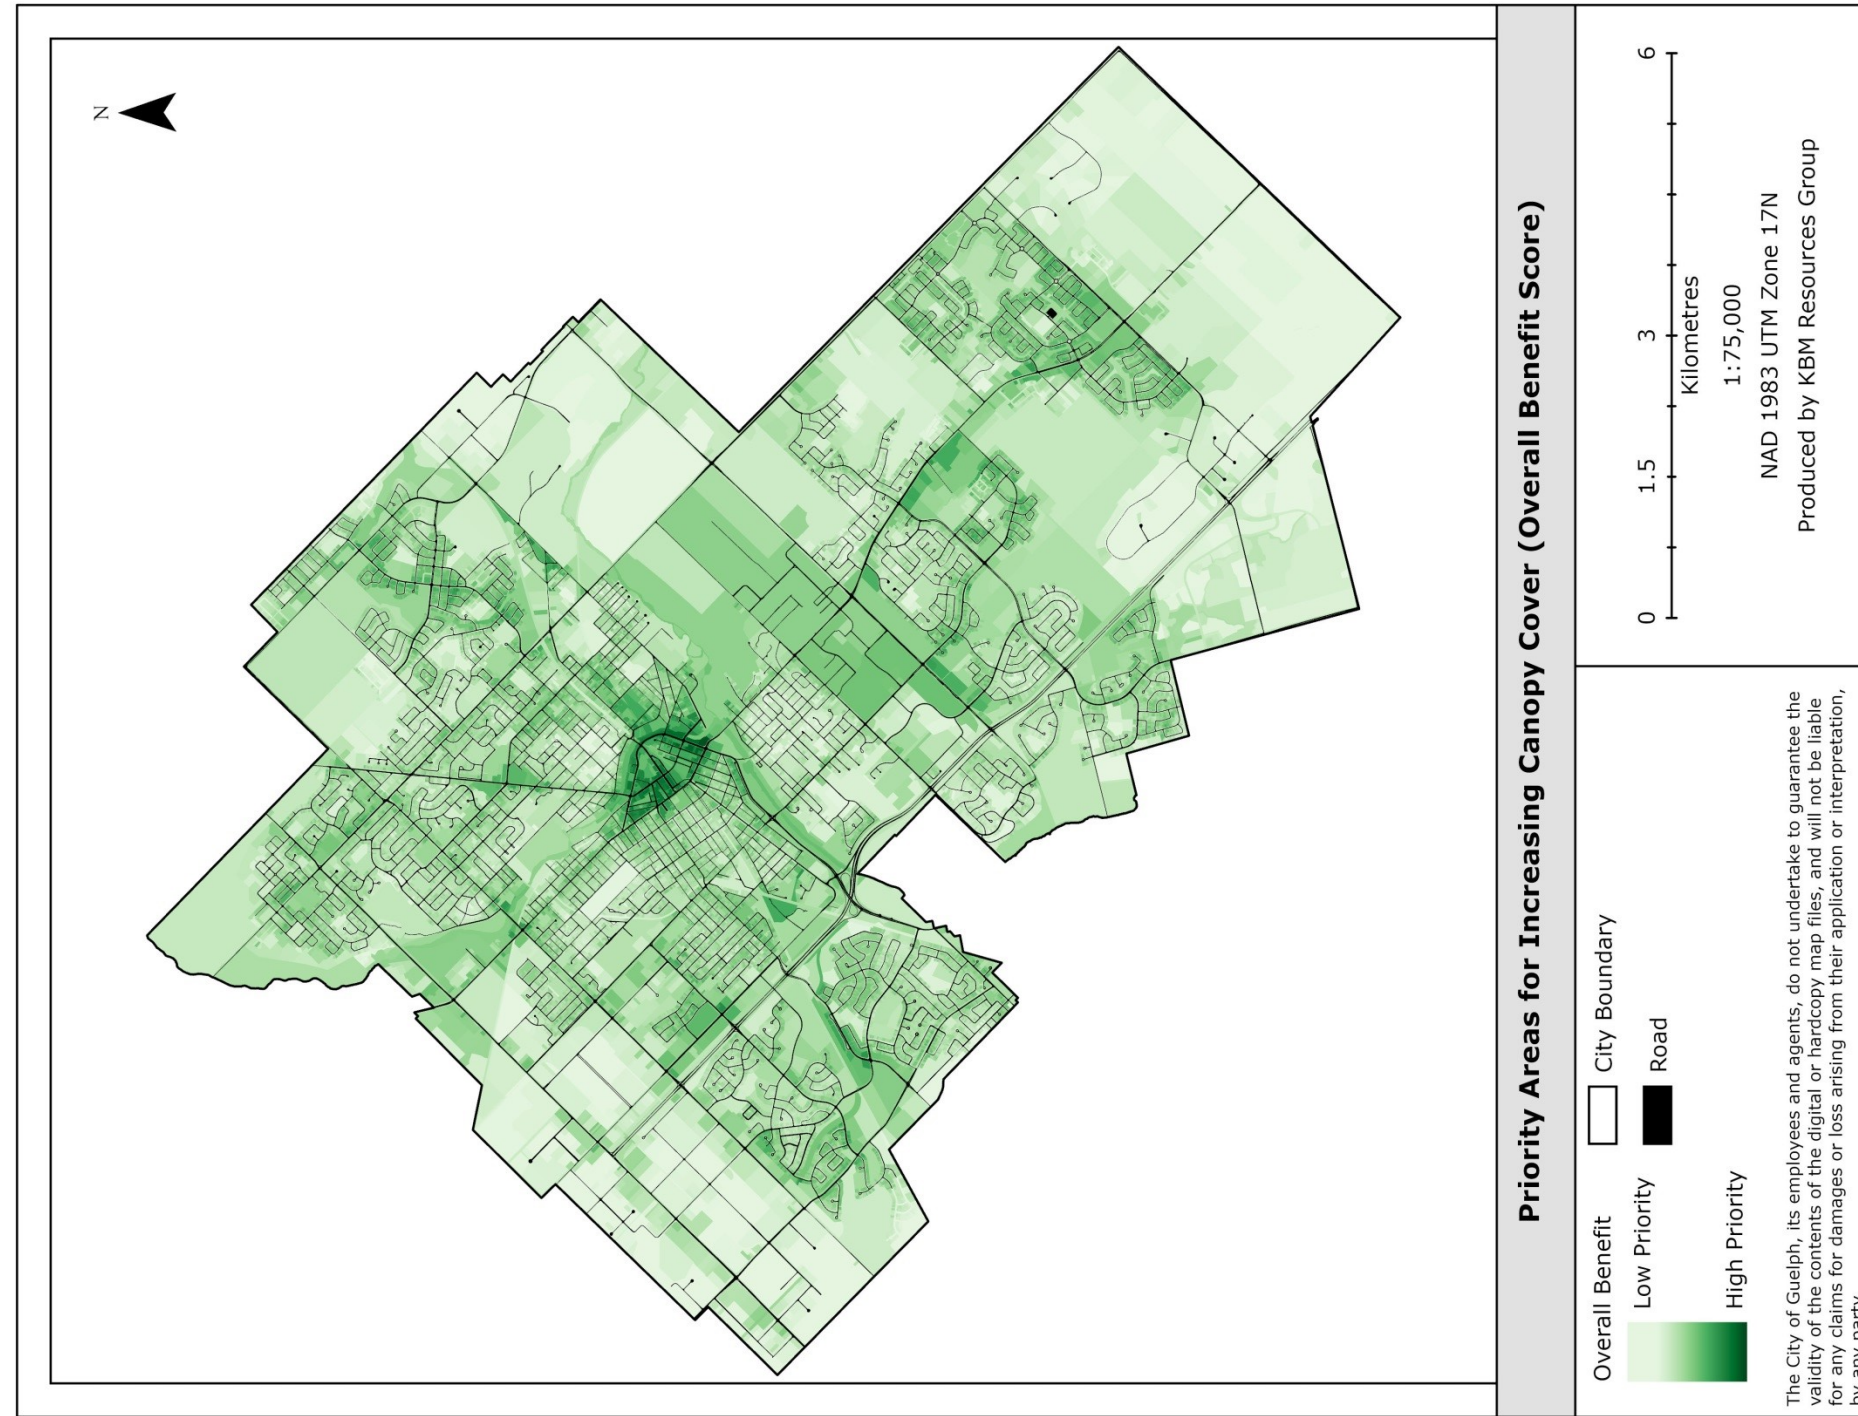 N
Priority Areas for Increasing Canopy Cover (Overall Benefit Score)
Overall Benefit
Low Priority
High Priority
City Boundary
Road
The City of Guelph, its employees and agents, do not undertake to guarantee the
validity of the contents of the digital or hardcopy map files, and will not be liable
for any claims for damages or loss arising from their application or interpretation,
by any party.
0 1.5 3 6
Kilometres
1:75,000
NAD 1983 UTM Zone 17N
Produced by KBM Resources Group